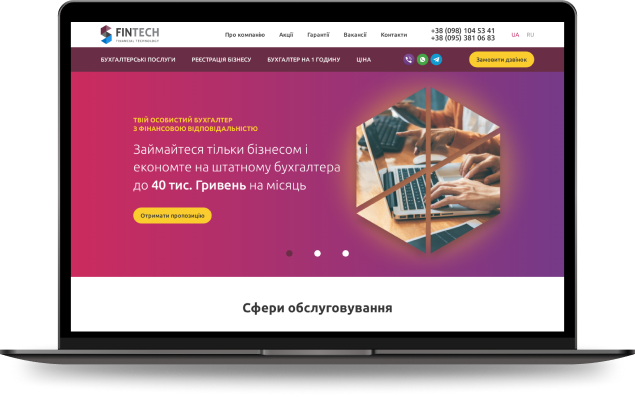 FINTECH
FINANCIAL TECHNOLOGY
Про компанію Акції Гарантії Вакансії Контакти
+38 (098) 104 53 41
+38 (095) 381 06 83
UA RU
БУХГАЛТЕРСЬКІ ПОСЛУГИ РЕЄСТРАЦІЯ БІЗНЕСУ БУХГАЛТЕР НА 1 ГОДИНУ ЦІНА
Замовити дзвінок
ТВІЙ ОСОБИСТИЙ БУХГАЛТЕР
З ФІНАНСОВОЮ ВІДПОВІДАЛЬНІСТЮ
Займайтеся тільки бізнесом і
економте на штатному бухгалтера
до 40 тис. Гривень на місяць
Отримати пропозицію
Сфери обслуговування